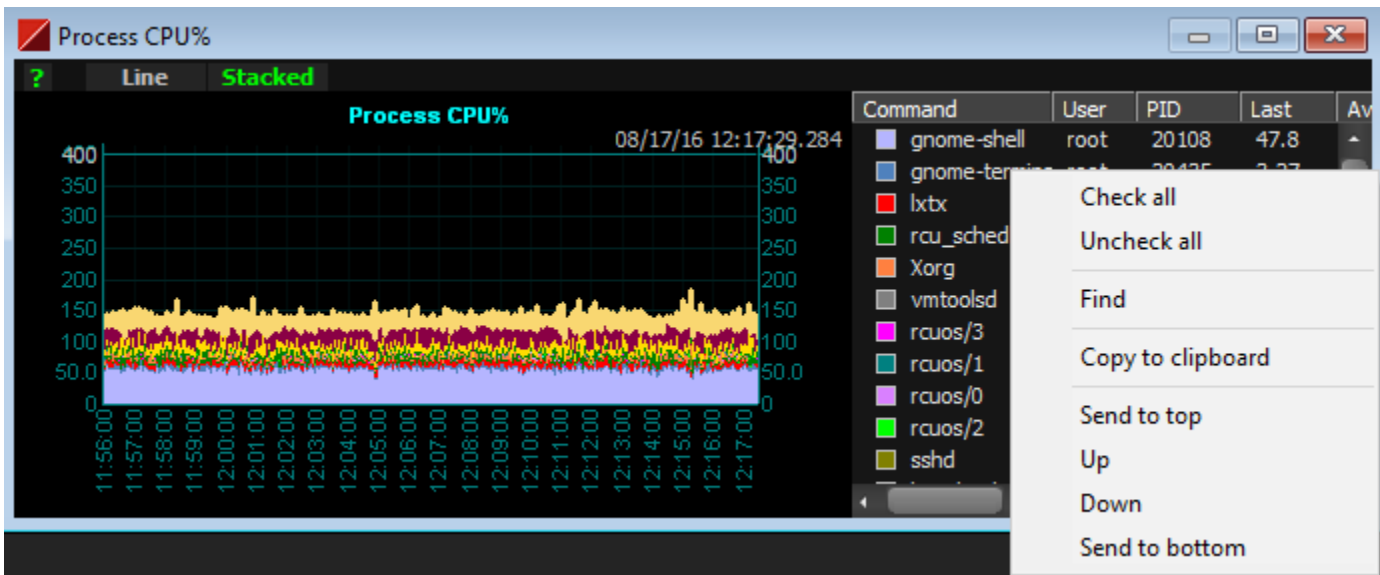 Process CPU%
? Line Stacked
Process CPU%
08/17/16 12:17:29.284
400 400
350 350
300 300
250 250
200 200
150 150
100 100
50.0 50.0
0 0
11:56:00 11:57:00 11:58:00 11:59:00 12:00:00 12:01:00 12:02:00 12:03:00 12:04:00 12:05:00 12:06:00 12:07:00 12:08:00 12:09:00 12:10:00 12:11:00 12:12:00 12:13:00 12:14:00 12:15:00 12:16:00 12:17:00
Command User PID Last Av
gnome-shell root 20108 47.8
gnome-termina
lxtx
rcu_sched
Xorg
vmtoolsd
rcuos/3
rcuos/1
rcuos/0
rcuos/2
sshd
Check all
Uncheck all
Find
Copy to clipboard
Send to top
Up
Down
Send to bottom